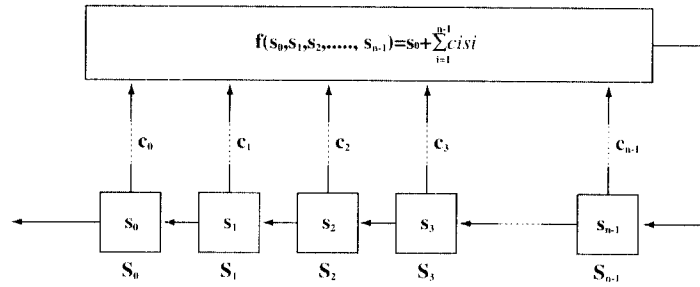 n-1
f(s₀,s₁,s₂,....., sₙ₋₁)=s₀+∑cisi
i=1
c₀ c₁ c₂ c₃ cₙ₋₁
s₀ s₁ s₂ s₃ sₙ₋₁
S₀ S₁ S₂ S₃ Sₙ₋₁